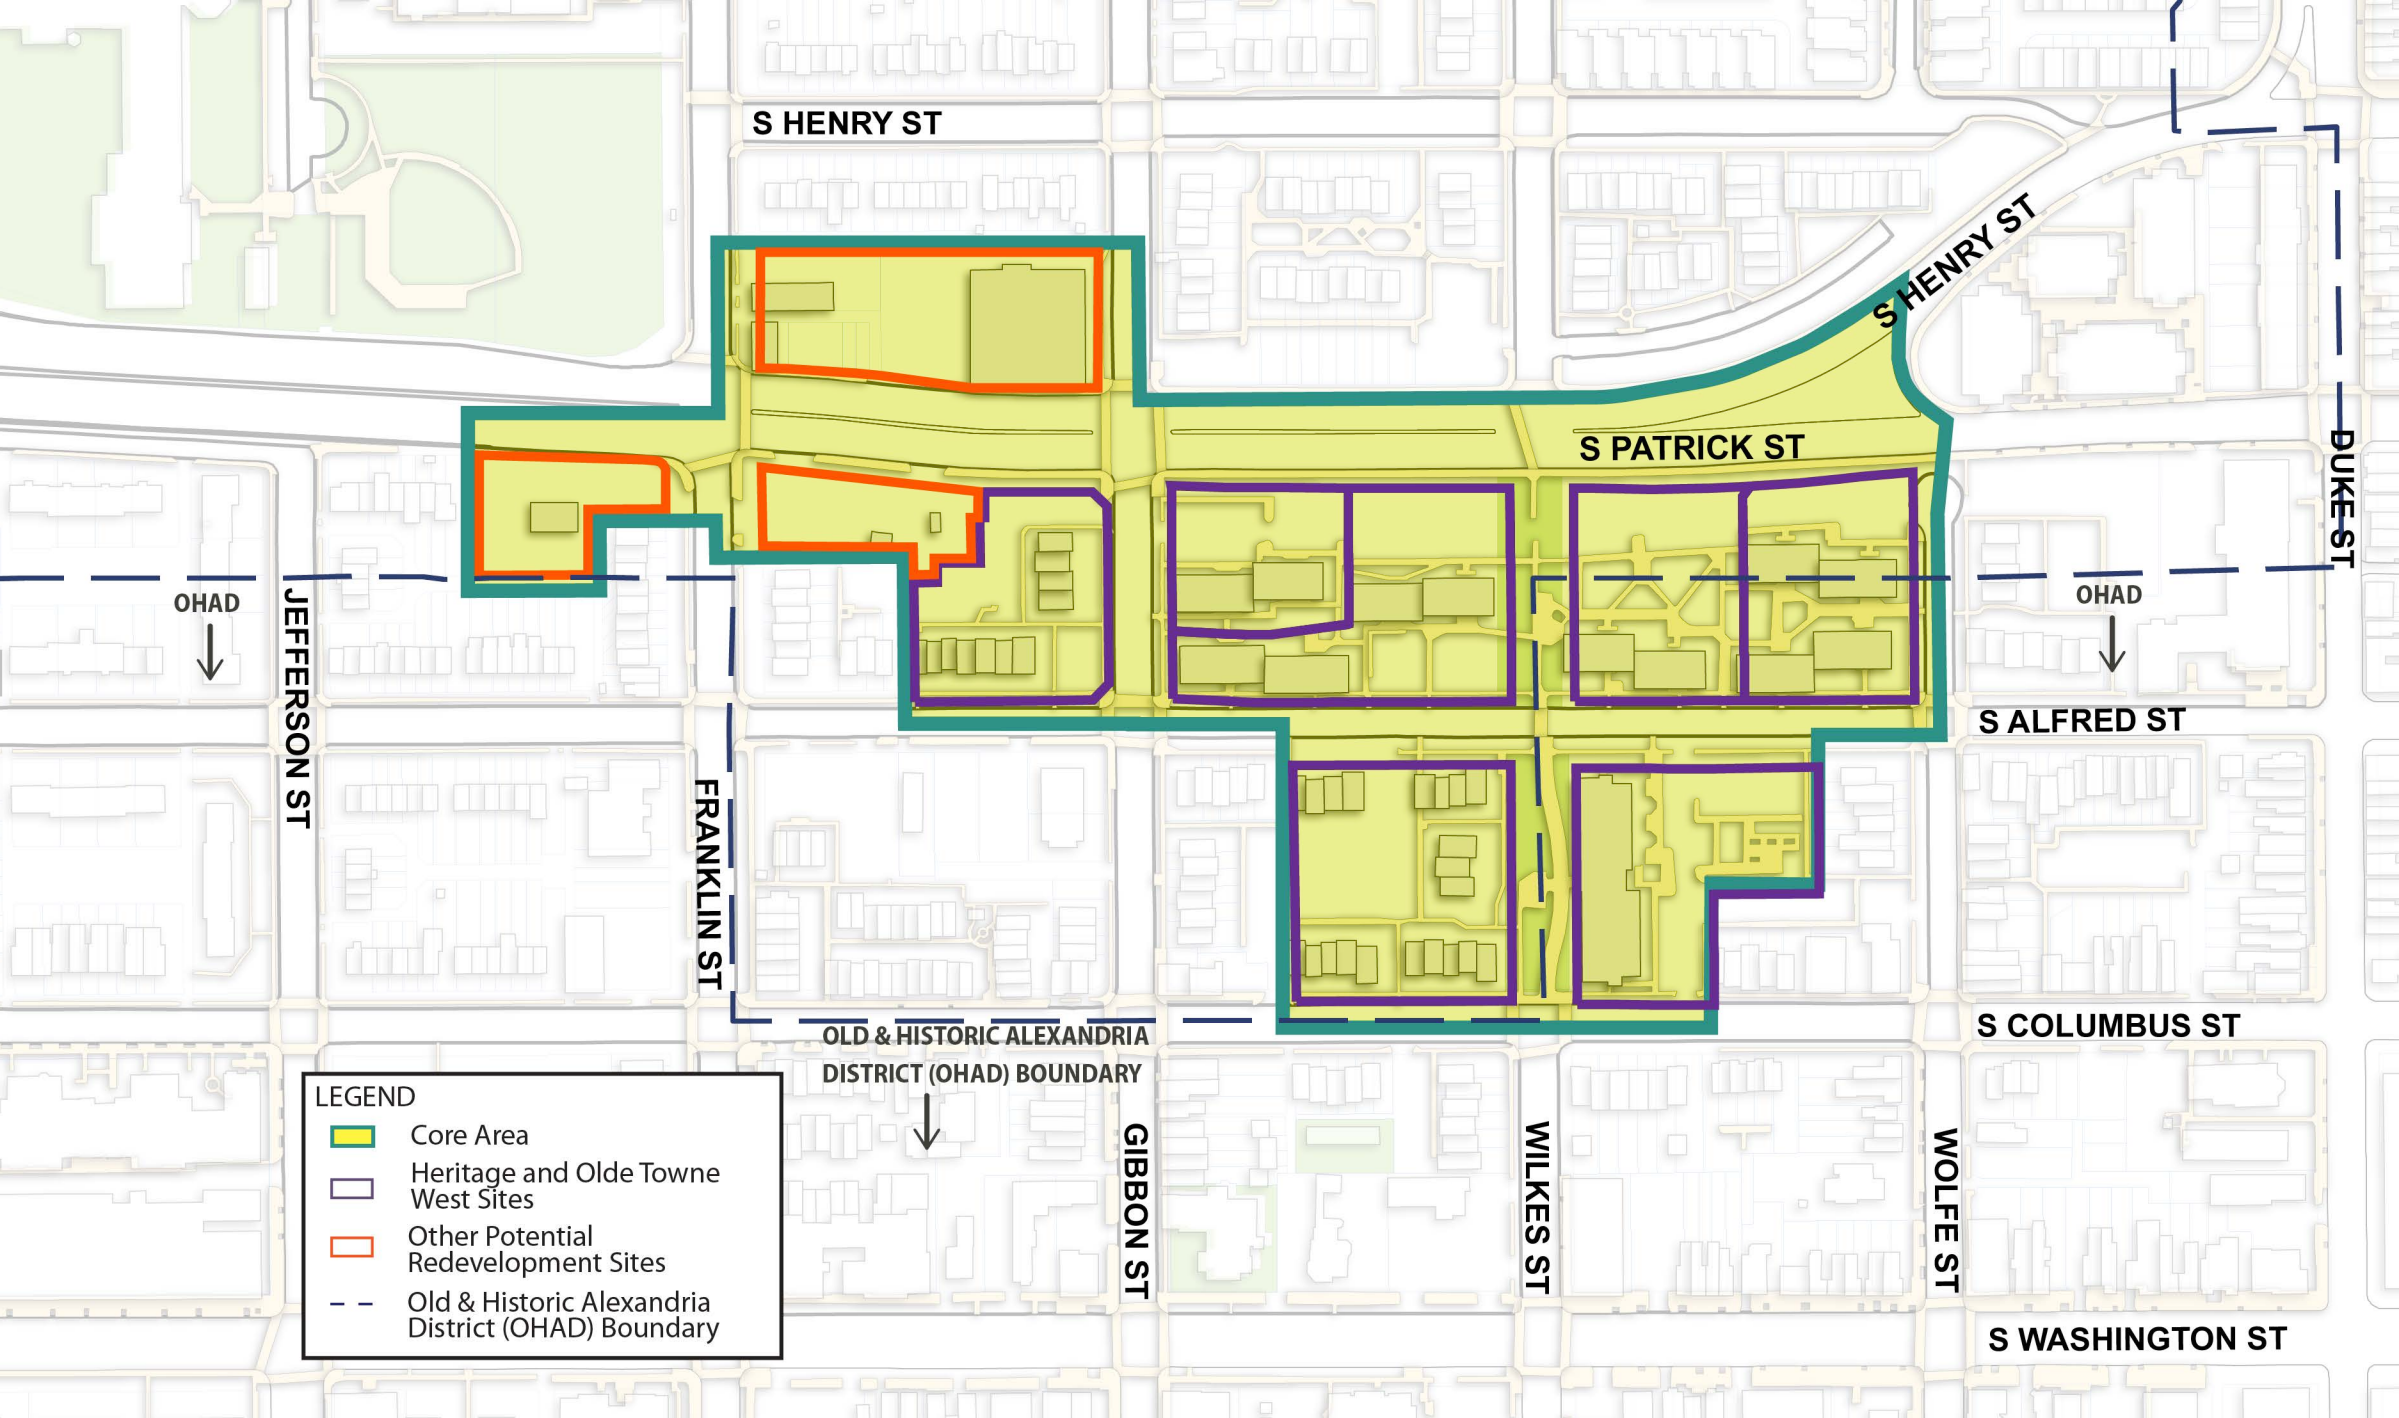 S HENRY ST
S HENRY ST
S PATRICK ST
DUKE ST
OHAD
OHAD
JEFFERSON ST
S ALFRED ST
FRANKLIN ST
S COLUMBUS ST
OLD & HISTORIC ALEXANDRIA
DISTRICT (OHAD) BOUNDARY
GIBBON ST
WILKES ST
WOLFE ST
S WASHINGTON ST
LEGEND
Core Area
Heritage and Olde Towne
West Sites
Other Potential
Redevelopment Sites
Old & Historic Alexandria
District (OHAD) Boundary